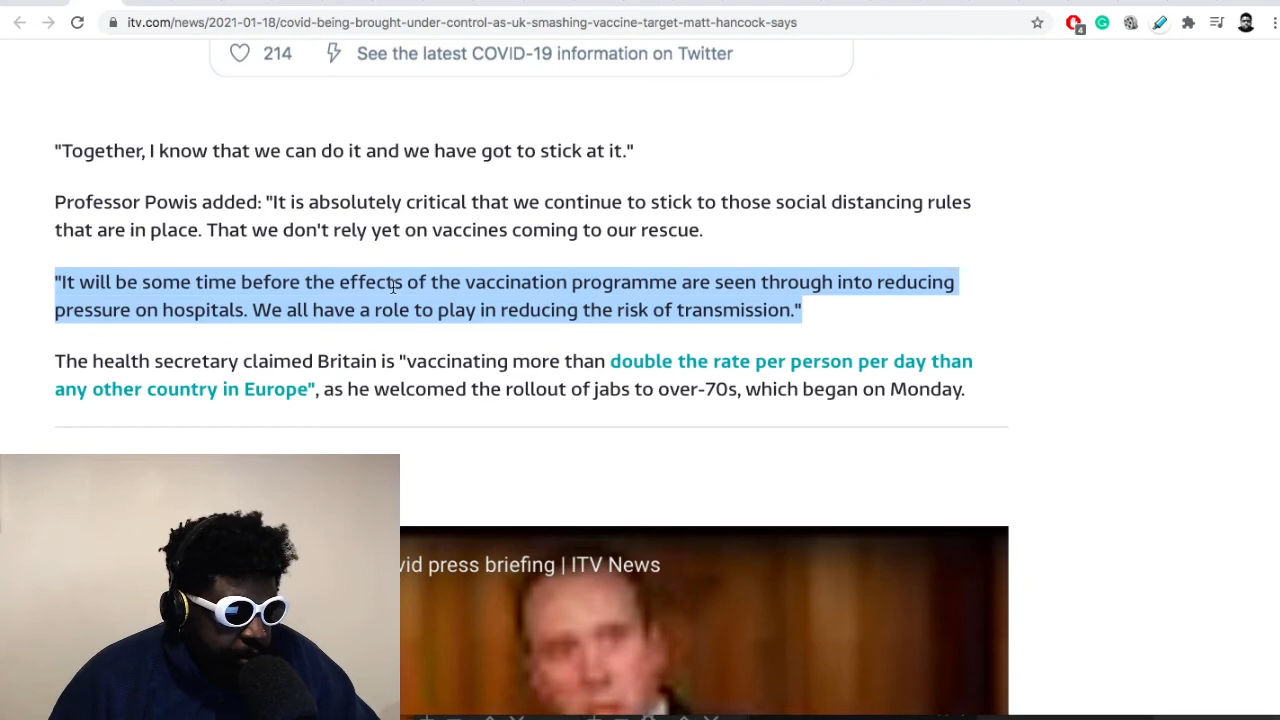 itv.com/news/2021-01-18/covid-being-brought-under-control-as-uk-smashing-vaccine-target-matt-hancock-says
4
214 See the latest COVID-19 information on Twitter
"Together, I know that we can do it and we have got to stick at it."
Professor Powis added: "It is absolutely critical that we continue to stick to those social distancing rules
that are in place. That we don't rely yet on vaccines coming to our rescue.
"It will be some time before the effects of the vaccination programme are seen through into reducing
pressure on hospitals. We all have a role to play in reducing the risk of transmission."
The health secretary claimed Britain is "vaccinating more than double the rate per person per day than
any other country in Europe", as he welcomed the rollout of jabs to over-70s, which began on Monday.
press briefing | ITV News